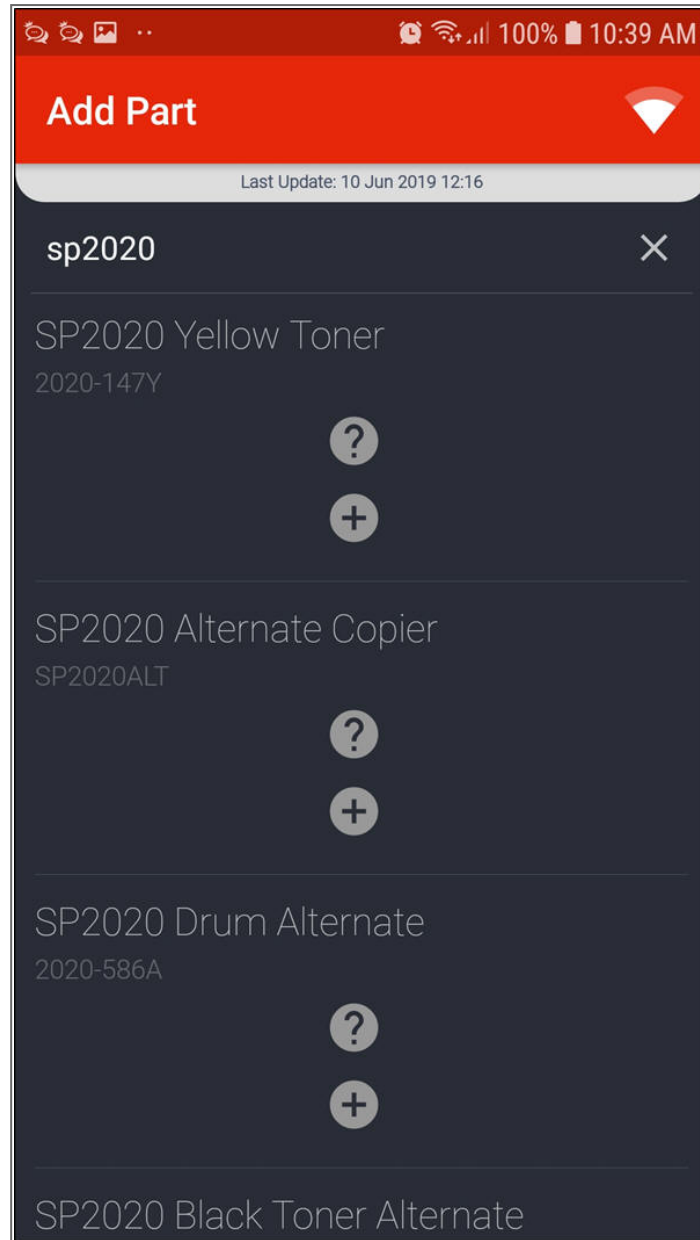 100% 10:39 AM
Add Part
Last Update: 10 Jun 2019 12:16
sp2020
SP2020 Yellow Toner
2020-147Y
?
+
SP2020 Alternate Copier
SP2020ALT
?
+
SP2020 Drum Alternate
2020-586A
?
+
SP2020 Black Toner Alternate